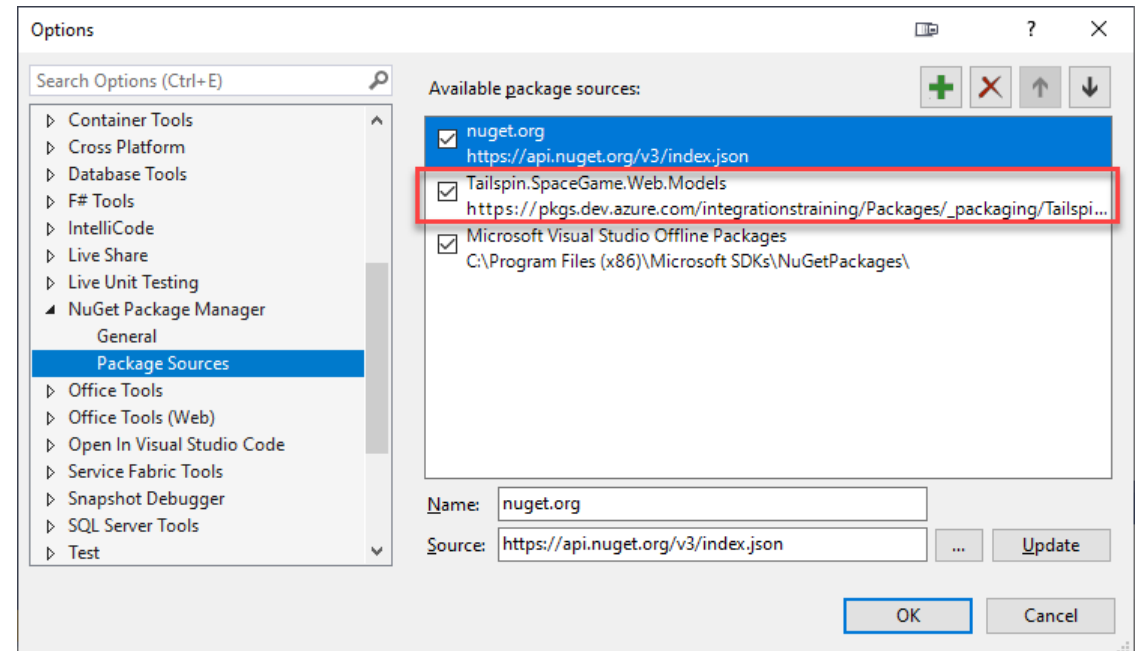 Options
?
Search Options (Ctrl+E)
Container Tools
Cross Platform
Database Tools
F# Tools
IntelliCode
Live Share
Live Unit Testing
NuGet Package Manager
General
Package Sources
Office Tools
Office Tools (Web)
Open In Visual Studio Code
Service Fabric Tools
Snapshot Debugger
SQL Server Tools
Test
Available package sources:
nuget.org
https://api.nuget.org/v3/index.json
Tailspin.SpaceGame.Web.Models
https://pkgs.dev.azure.com/integrationstraining/Packages/_packaging/Tailspi...
Microsoft Visual Studio Offline Packages
C:\Program Files (x86)\Microsoft SDKs\NuGetPackages\
Name: nuget.org
Source: https://api.nuget.org/v3/index.json ... Update
OK Cancel